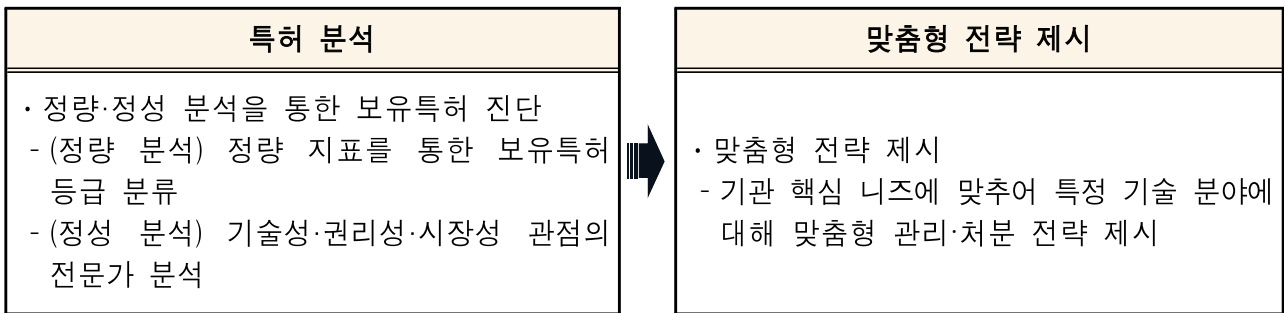 특허 분석
· 정량·정성 분석을 통한 보유특허 진단
- (정량 분석) 정량 지표를 통한 보유특허
등급 분류
- (정성 분석) 기술성·권리성·시장성 관점의
전문가 분석
맞춤형 전략 제시
· 맞춤형 전략 제시
- 기관 핵심 니즈에 맞추어 특정 기술 분야에
대해 맞춤형 관리·처분 전략 제시